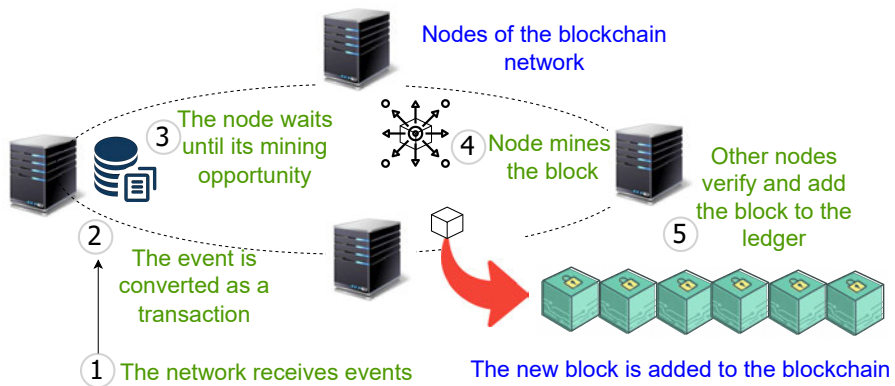 Nodes of the blockchain
network
3
The node waits
until its mining
opportunity
4
Node mines
the block
Other nodes
verify and add
the block to the
ledger
5
2
The event is
converted as a
transaction
1
The network receives events
The new block is added to the blockchain